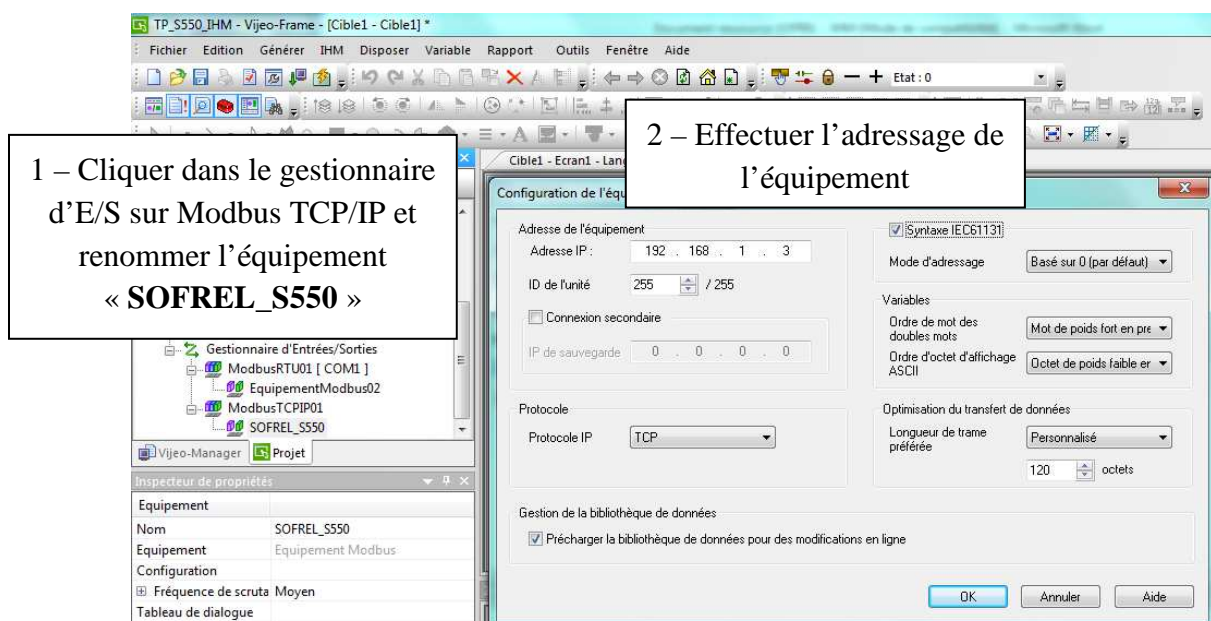 TP_S550_IHM - Vijeo-Frame - [Cible1 - Cible1] *
Fichier Edition Générer IHM Disposer Variable Rapport Outils Fenêtre Aide
Etat : 0
1 – Cliquer dans le gestionnaire
d'E/S sur Modbus TCP/IP et
renommer l'équipement
« SOFREL_S550 »
2 – Effectuer l'adressage de
l'équipement
Cible1 - Ecran1 - Lan
Gestionnaire d'Entrées/Sorties
ModbusRTU01 [ COM1 ]
EquipementModbus02
ModbusTCPIP01
SOFREL_S550
Vijeo-Manager Projet
Inspecteur de propriétés
Equipement
Nom SOFREL_S550
Equipement Equipement Modbus
Configuration
Fréquence de scruta Moyen
Tableau de dialogue
Configuration de l'équ
Adresse de l'équipement
Adresse IP : 192 . 168 . 1 . 3
ID de l'unité 255 / 255
Connexion secondaire
IP de sauvegarde 0 . 0 . 0 . 0
Protocole
Protocole IP TCP
Syntaxe IEC61131
Mode d'adressage Basé sur 0 (par défaut)
Variables
Ordre de mot des
doubles mots
Mot de poids fort en pre
Ordre d'octet d'affichage
ASCII
Octet de poids faible er
Optimisation du transfert de données
Longueur de trame
préférée
Personnalisé
120 octets
Gestion de la bibliothèque de données
Précharger la bibliothèque de données pour des modifications en ligne
OK Annuler Aide